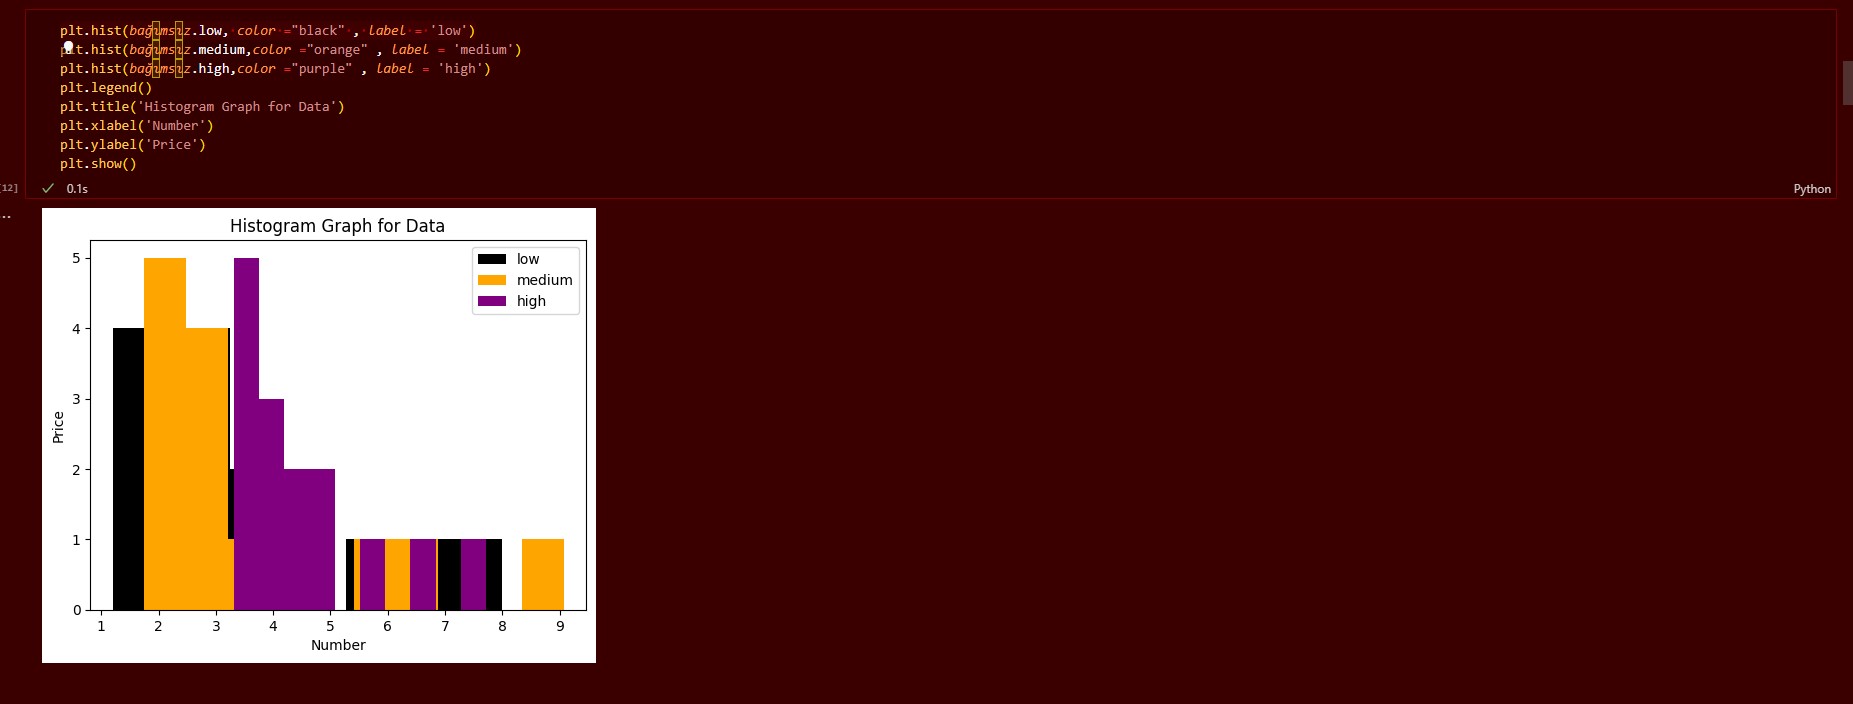 plt.hist(bağımsız.low, color ="black" , label = 'low')
plt.hist(bağımsız.medium,color ="orange" , label = 'medium')
plt.hist(bağımsız.high,color ="purple" , label = 'high')
plt.legend()
plt.title('Histogram Graph for Data')
plt.xlabel('Number')
plt.ylabel('Price')
plt.show()
12]
0.1s
Python
...
Histogram Graph for Data
low
medium
high
5
4
3
2
1
0
Price
1 2 3 4 5 6 7 8 9
Number